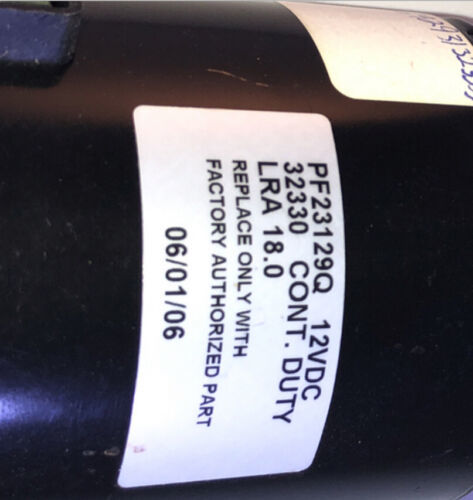 PF23129Q 12VDC
32330 CONT. DUTY
LRA 18.0
REPLACE ONLY WITH
FACTORY AUTHORIZED PART
06/01/06